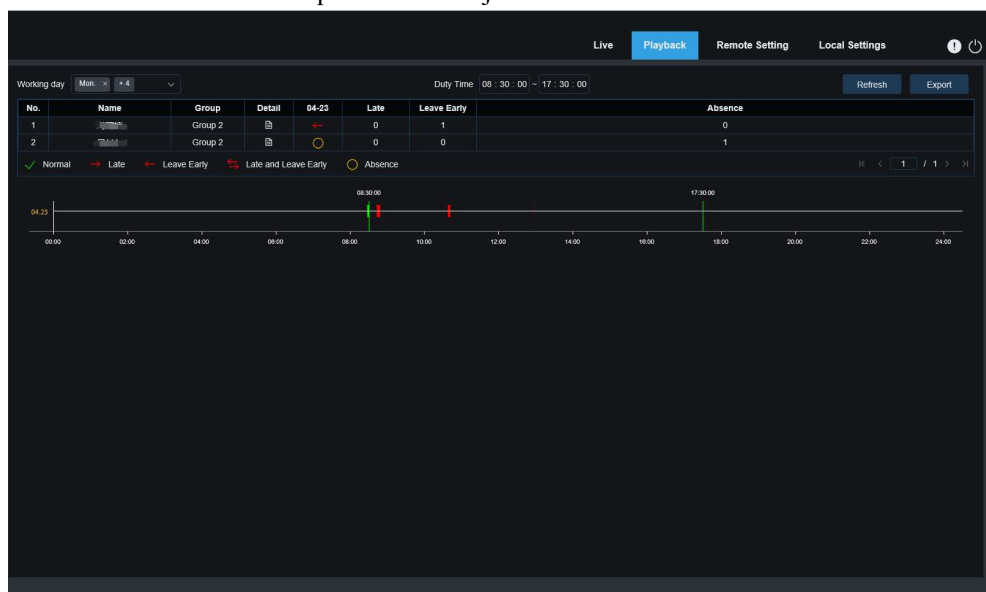 Live Playback Remote Setting Local Settings
Working day Mon. × + 4 Duty Time 08 : 30 : 00 ~ 17 : 30 : 00 Refresh Export
No. Name Group Detail 04-23 Late Leave Early Absence
1 Group 2 0 1 0
2 Group 2 0 0 1
Normal Late Leave Early Late and Leave Early Absence 1 / 1
08:30:00 17:30:00
04.23
00:00 02:00 04:00 06:00 08:00 10:00 12:00 14:00 16:00 18:00 20:00 22:00 24:00